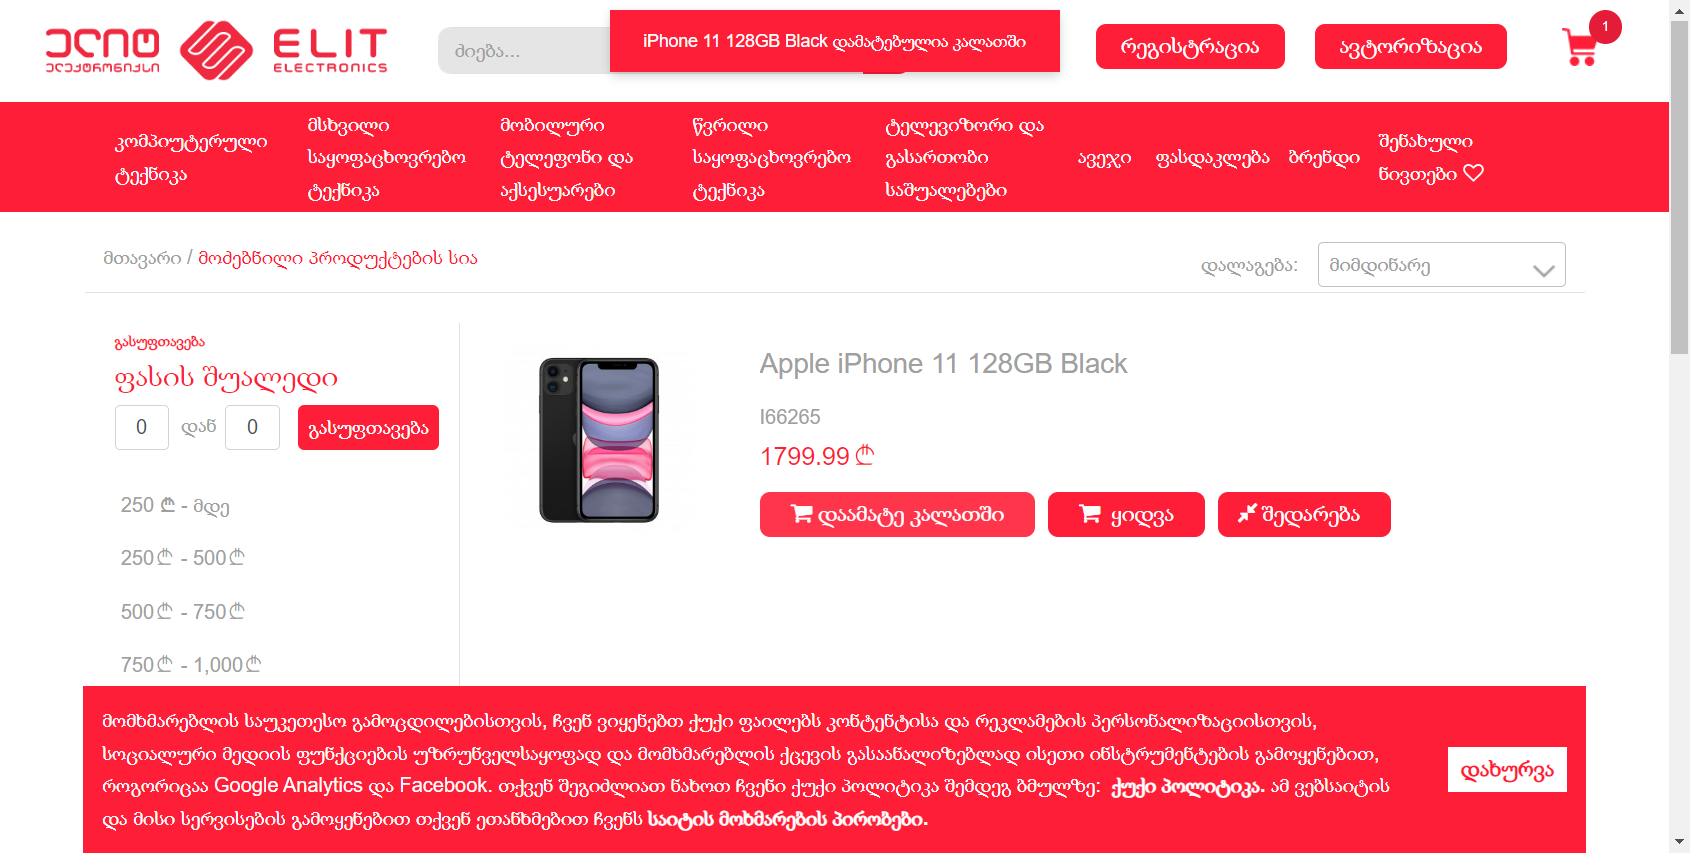 ელიტ
ელექტრონიქსი
ELIT
ELECTRONICS
ძიება...
iPhone 11 128GB Black დამატებულია კალათში
რეგისტრაცია
ავტორიზაცია
1
კომპიუტერული
ტექნიკა
მსხვილი
საყოფაცხოვრებო
ტექნიკა
მობილური
ტელეფონი და
აქსესუარები
წვრილი
საყოფაცხოვრებო
ტექნიკა
ტელევიზორი და
გასართობი
საშუალებები
ავეჯი
ფასდაკლება
ბრენდი
შენახული
ნივთები
მთავარი / მოძებნილი პროდუქტების სია
დალაგება:
მიმდინარე
გასუფთავება
ფასის შუალედი
0 დან 0 გასუფთავება
250 ₾ - მდე
250 ₾ - 500 ₾
500 ₾ - 750 ₾
750 ₾ - 1,000 ₾
Apple iPhone 11 128GB Black
I66265
1799.99 ₾
დაამატე კალათში
ყიდვა
შედარება
მომხმარებლის საუკეთესო გამოცდილებისთვის, ჩვენ ვიყენებთ ქუქი ფაილებს კონტენტისა და რეკლამების პერსონალიზაციისთვის,
სოციალური მედიის ფუნქციების უზრუნველსაყოფად და მომხმარებლის ქცევის გასაანალიზებლად ისეთი ინსტრუმენტების გამოყენებით,
როგორიცაა Google Analytics და Facebook. თქვენ შეგიძლიათ ნახოთ ჩვენი ქუქი პოლიტიკა შემდეგ ბმულზე: ქუქი პოლიტიკა. ამ ვებსაიტის
და მისი სერვისების გამოყენებით თქვენ ეთანხმებით ჩვენს საიტის მოხმარების პირობები.
დახურვა